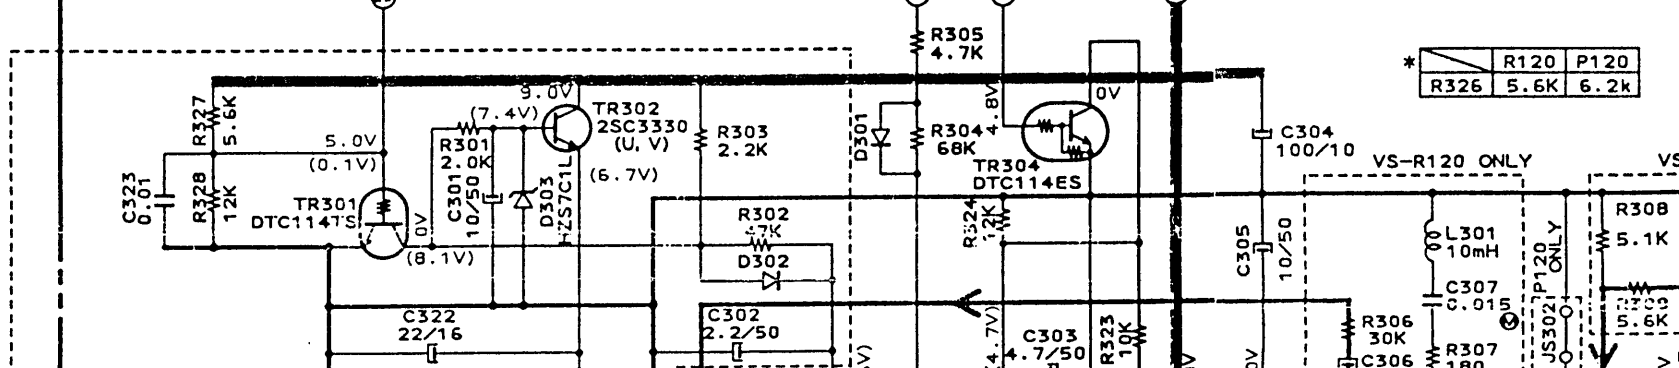 R305
4.7K
*
R120 P120
R326 5.6K 6.2k
R327
5.6K
9.0V
(7.4V)
TR302
2SC3330
(U, V)
R303
2.2K
D301
R304
68K
4.8V
0V
TR304
DTC114ES
C304
100/10
VS-R120 ONLY
VS
5.0V
(0.1V)
R301
2.0K
C301
10/50
D303
HZS7C1L
(6.7V)
C323
0.01
R328
12K
TR301
DTC114TS
0V
(8.1V)
R302
47K
D302
R324
12K
C305
10/50
L301
10mH
P120
ONLY
R308
5.1K
C307
0.015
5.6K
C322
22/16
C302
2.2/50
(4.7V)
C303
4.7/50
R323
10K
R306
30K
C306
R307
180
JS302
V)
0V